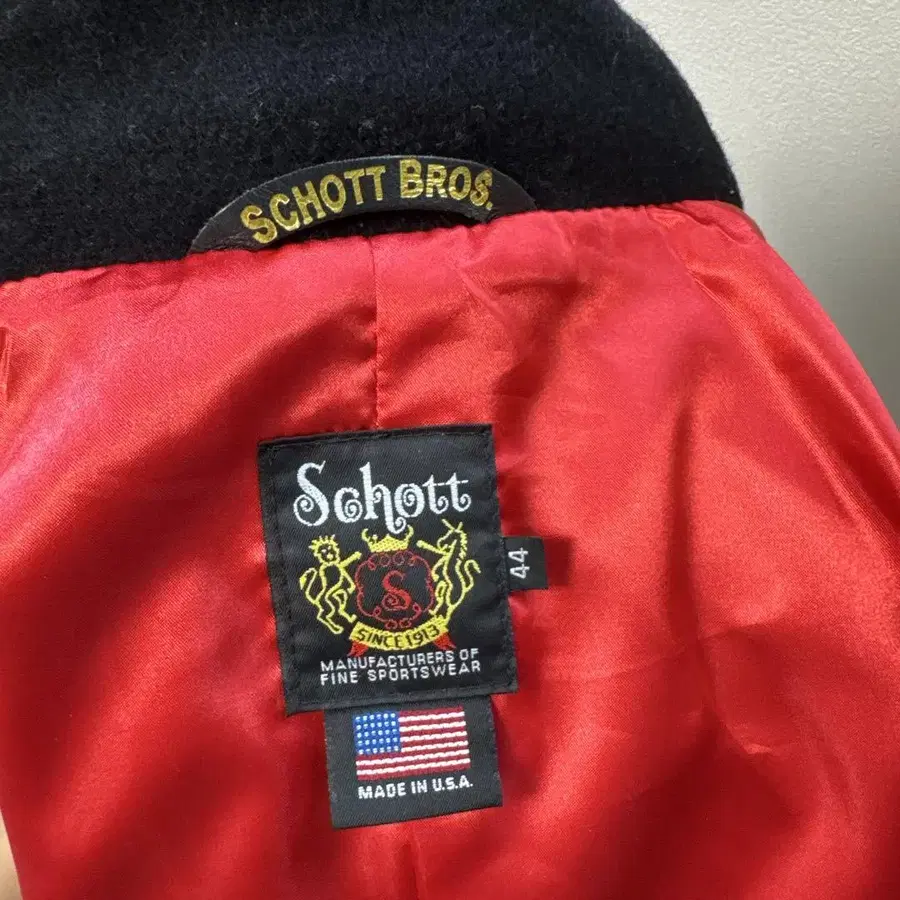 SCHOTT BROS.
Schott
S
SINCE 1913
MANUFACTURERS OF
FINE SPORTSWEAR
44
MADE IN U.S.A.